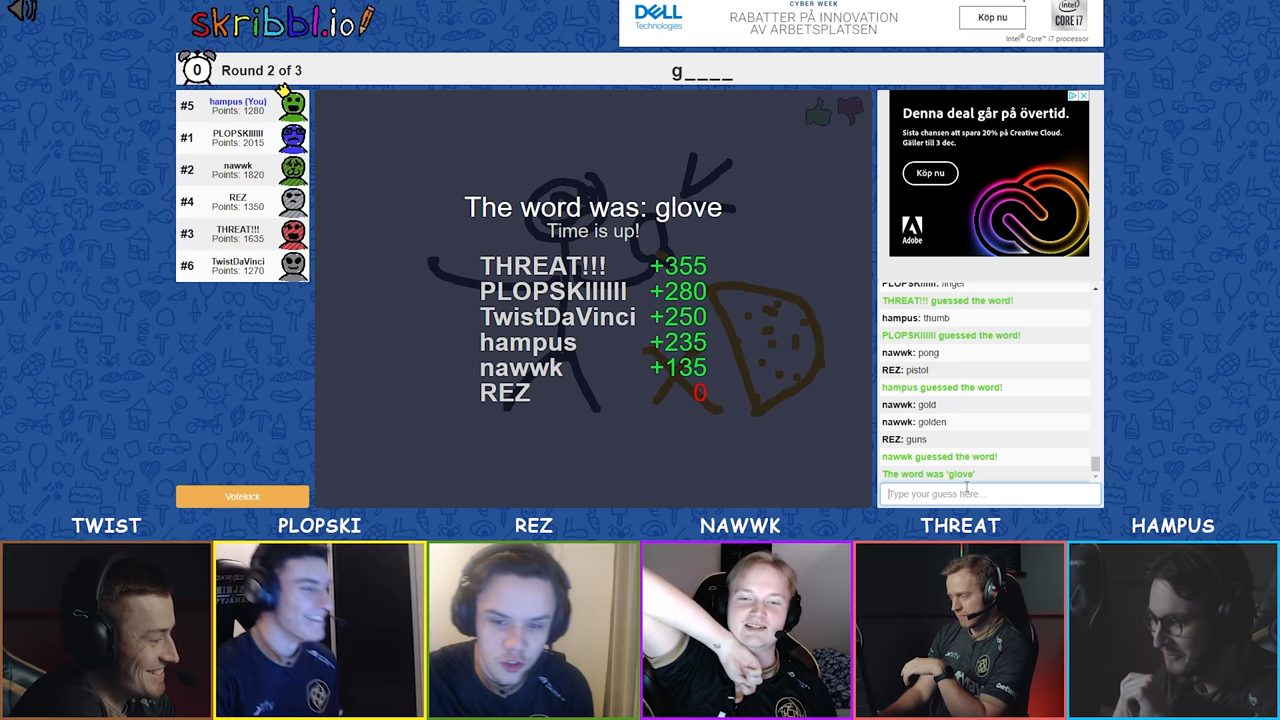 skribbl.io
DELL
Technologies
CYBER WEEK
RABATTER PÅ INNOVATION
AV ARBETSPLATSEN
Köp nu
intel
CORE i7
Intel® Core™ i7 processor
0
Round 2 of 3
g____
#5
hampus (You)
Points: 1280
#1
PLOPSKIIIIII
Points: 2015
#2
nawwk
Points: 1820
#4
REZ
Points: 1350
#3
THREAT!!!
Points: 1635
#6
TwistDaVinci
Points: 1270
Votekick
The word was: glove
Time is up!
THREAT!!! +355
PLOPSKIIIIII +280
TwistDaVinci +250
hampus +235
nawwk +135
REZ 0
Denna deal går på övertid.
Sista chansen att spara 20% på Creative Cloud.
Gäller till 3 dec.
Köp nu
Adobe
PLOPSKIIIIII: finger
THREAT!!! guessed the word!
hampus: thumb
PLOPSKIIIIII guessed the word!
nawwk: pong
REZ: pistol
hampus guessed the word!
nawwk: gold
nawwk: golden
REZ: guns
nawwk guessed the word!
The word was 'glove'
Type your guess here...
TWIST
PLOPSKI
REZ
NAWWK
THREAT
HAMPUS